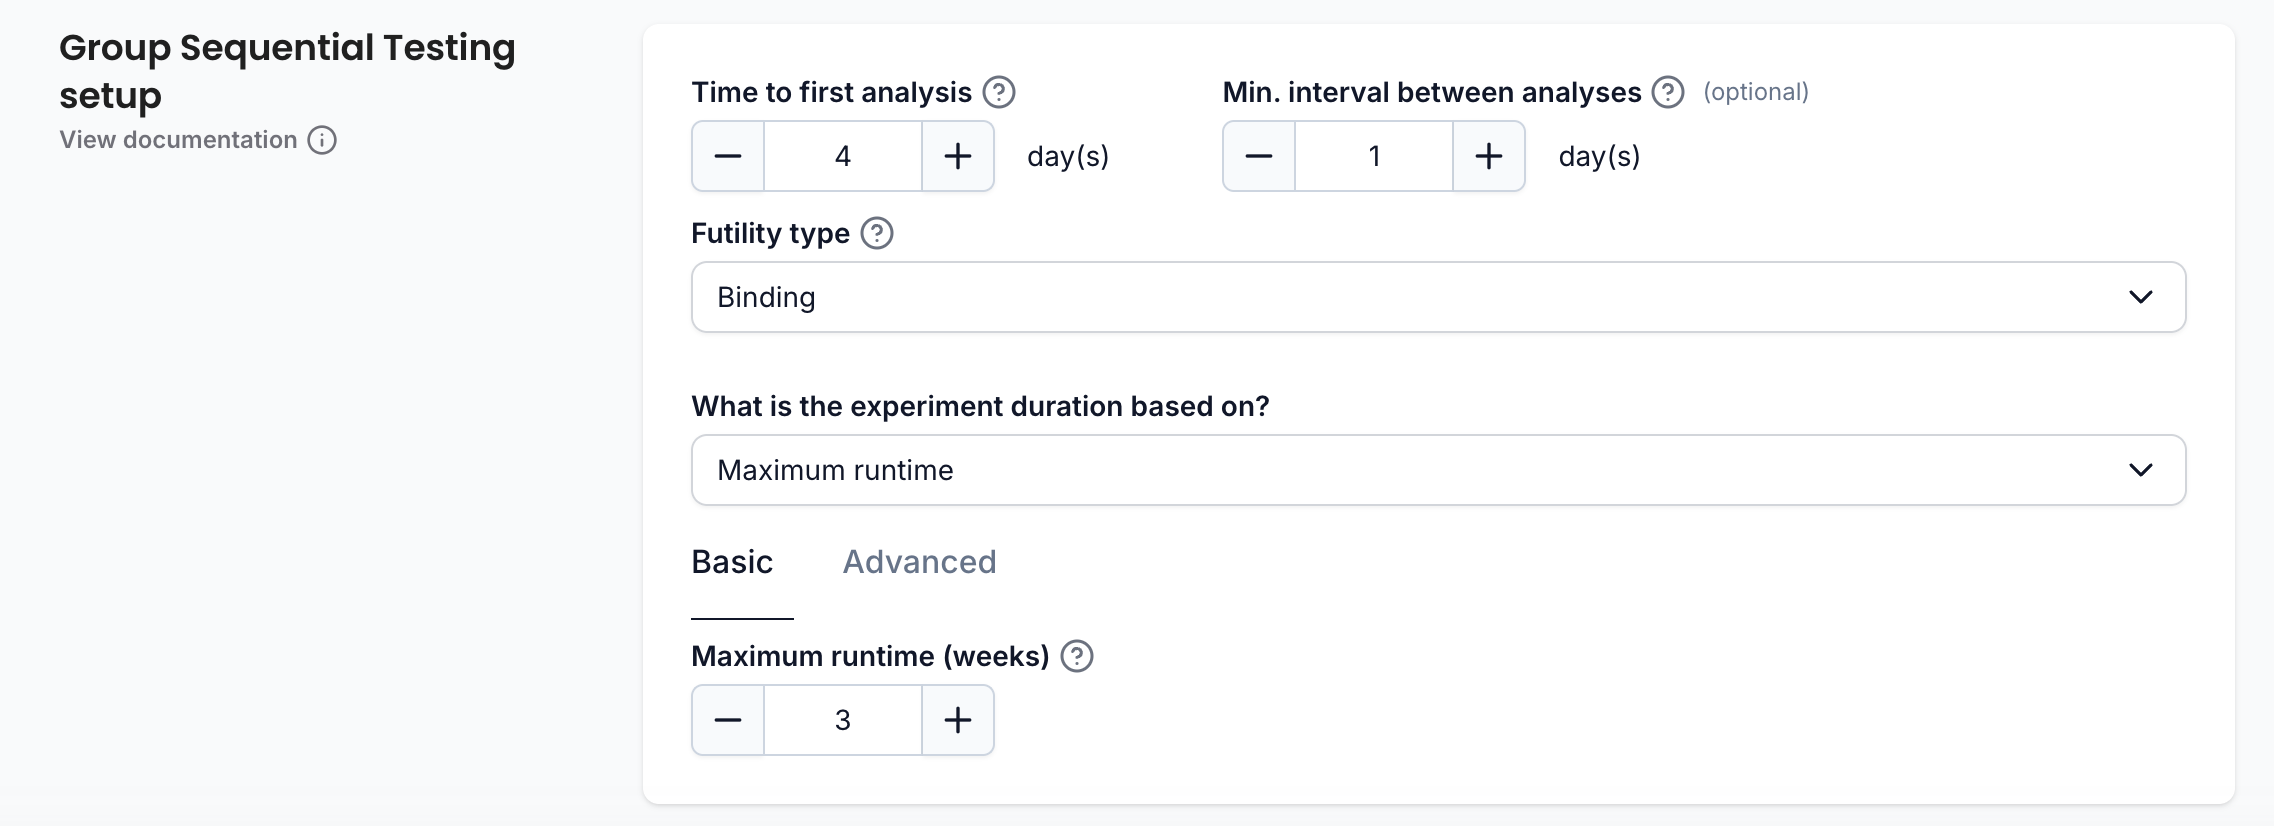 Group Sequential Testing
setup
View documentation
Time to first analysis
4 day(s)
Min. interval between analyses (optional)
1 day(s)
Futility type
Binding
What is the experiment duration based on?
Maximum runtime
Basic Advanced
Maximum runtime (weeks)
3